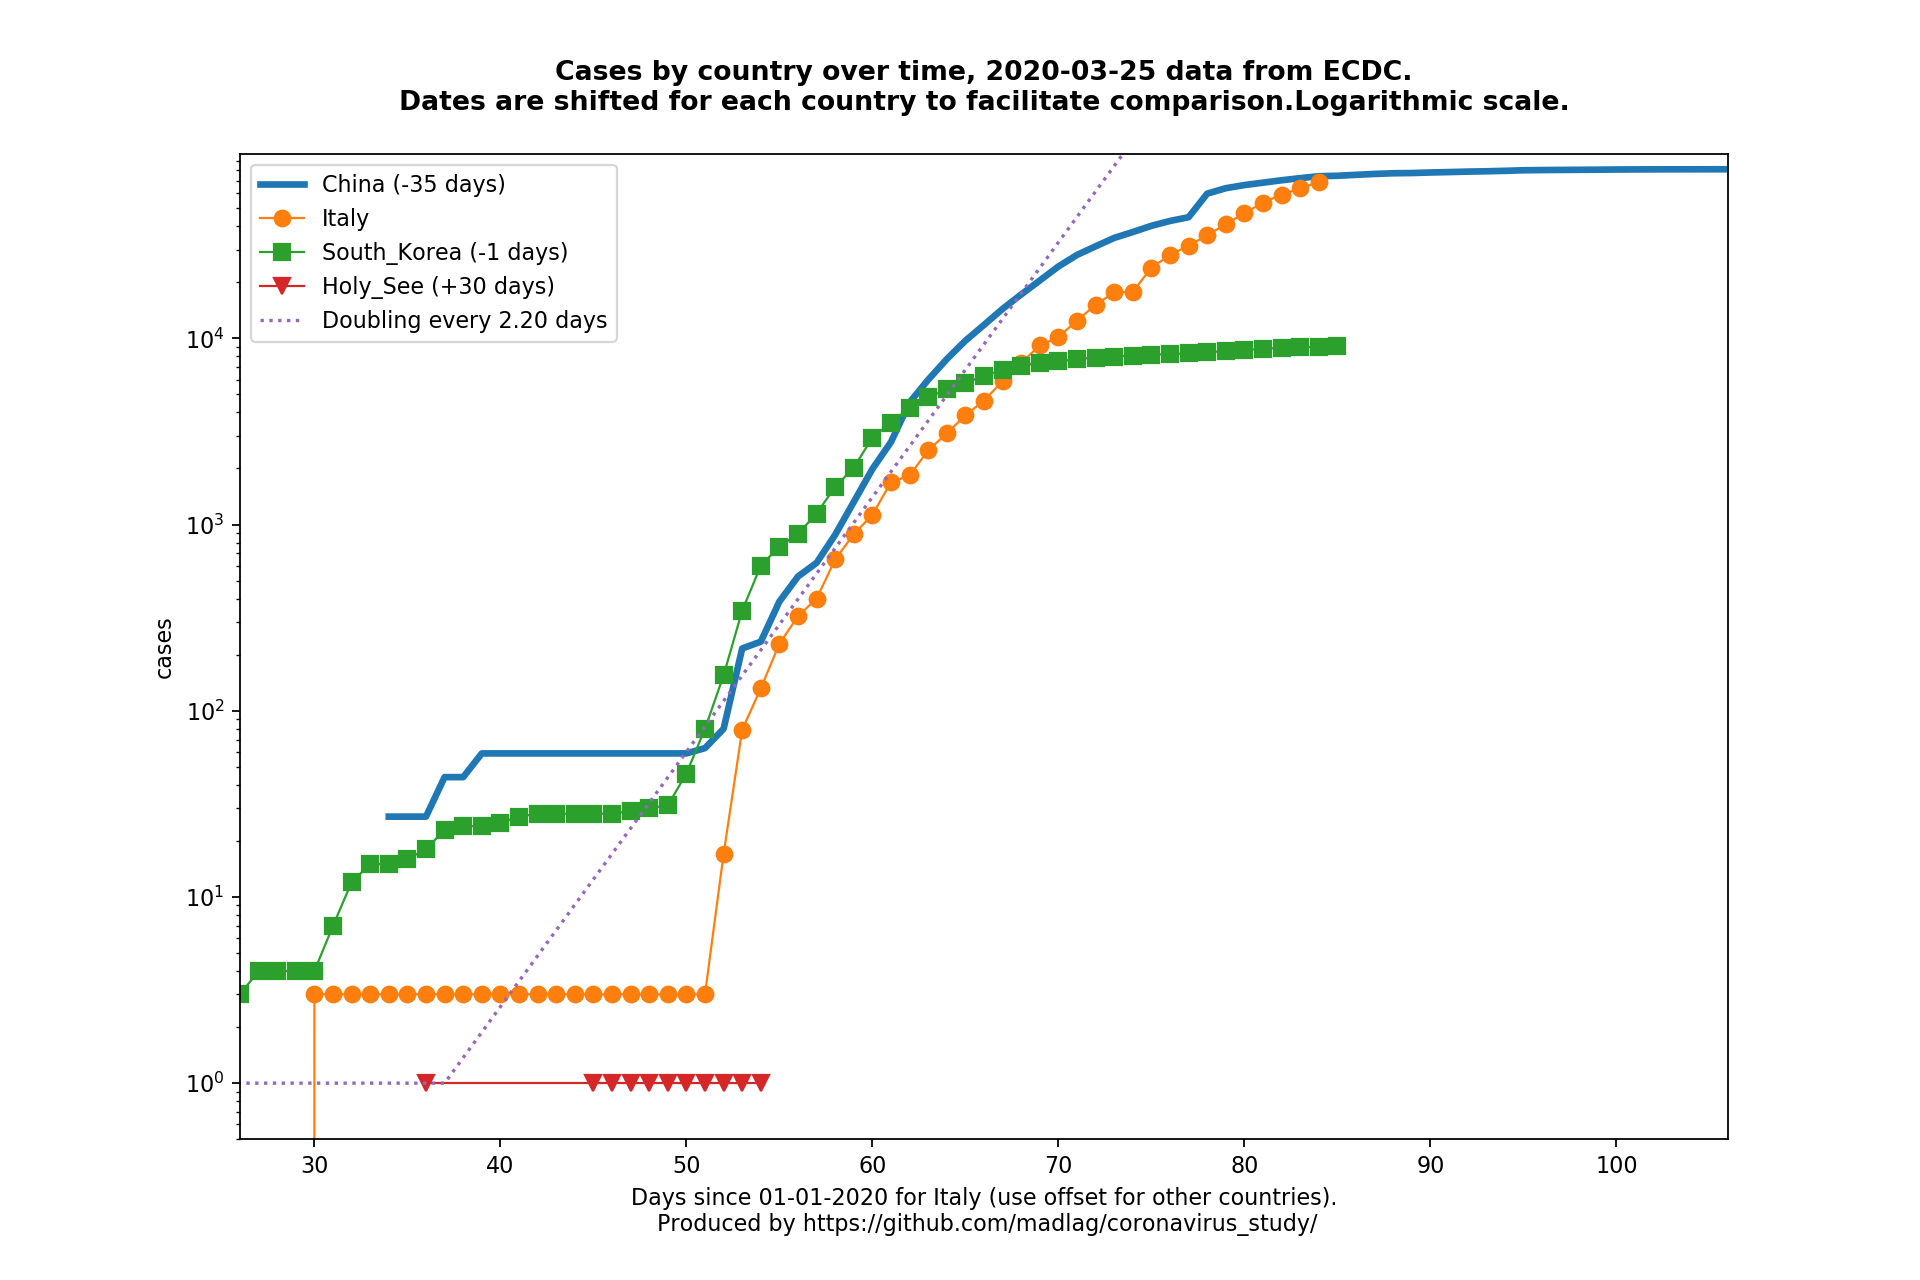 Cases by country over time, 2020-03-25 data from ECDC.
Dates are shifted for each country to facilitate comparison.Logarithmic scale.
China (-35 days)
Italy
South_Korea (-1 days)
Holy_See (+30 days)
Doubling every 2.20 days
cases
10⁴
10³
10²
10¹
10⁰
30 40 50 60 70 80 90 100
Days since 01-01-2020 for Italy (use offset for other countries).
Produced by https://github.com/madlag/coronavirus_study/